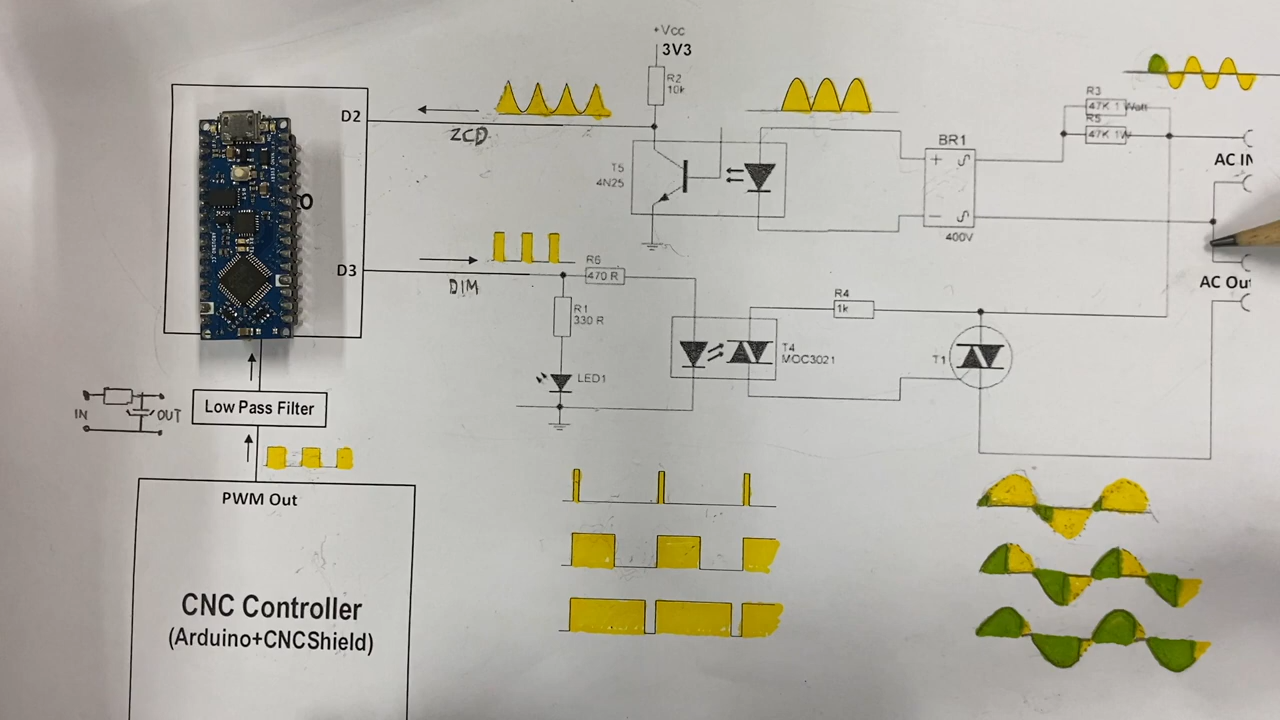 +Vcc
3V3
R2
10k
D2
ZCD
T5
4N25
BR1
400V
R3
47K 1 Watt
R5
47K 1W
AC IN
AC Out
D3
DIM
R6
470 R
R1
330 R
LED1
T4
MOC3021
R4
1k
T1
IN
OUT
Low Pass Filter
PWM Out
CNC Controller
(Arduino+CNCShield)